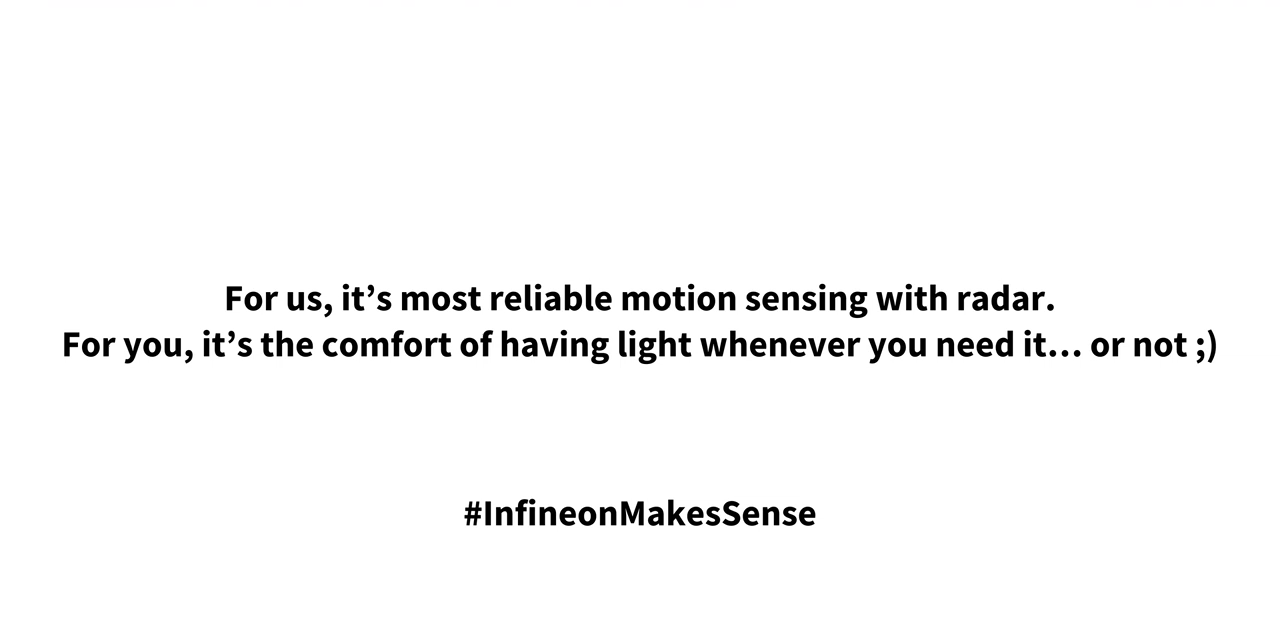 For us, it’s most reliable motion sensing with radar.
For you, it’s the comfort of having light whenever you need it... or not ;)
#InfineonMakesSense